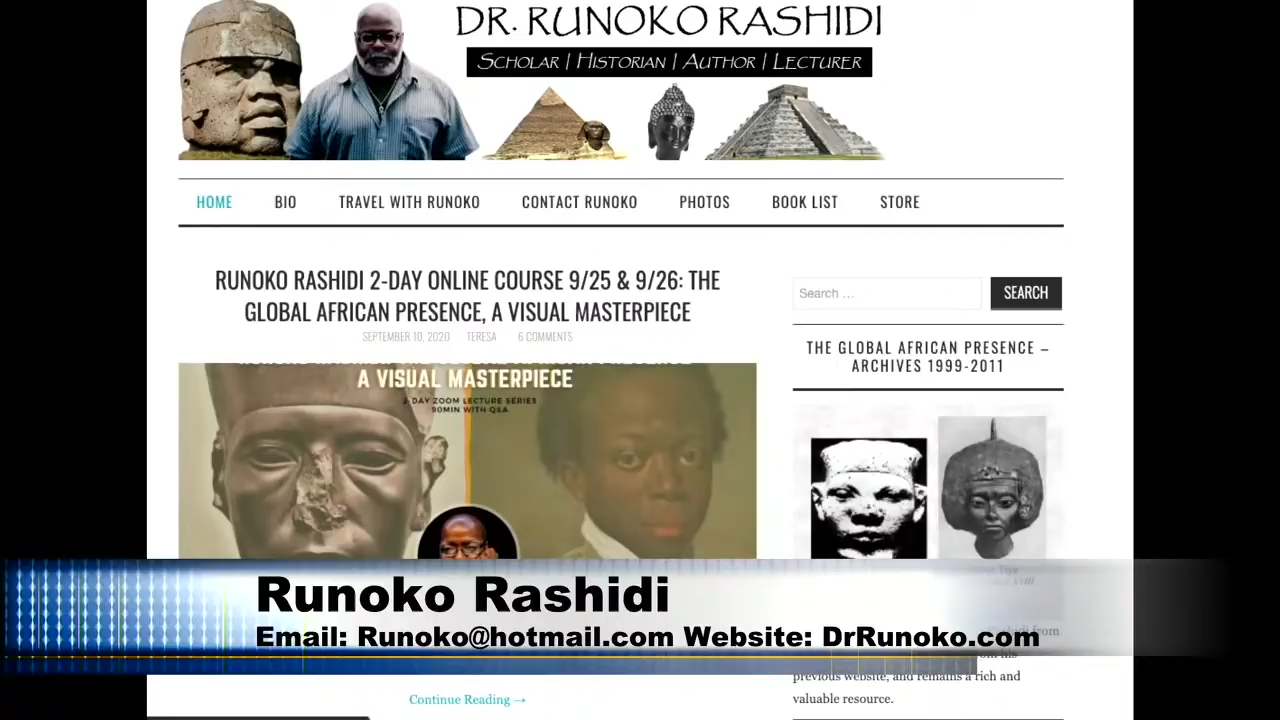 DR. RUNOKO RASHIDI
SCHOLAR | HISTORIAN | AUTHOR | LECTURER
HOME BIO TRAVEL WITH RUNOKO CONTACT RUNOKO PHOTOS BOOK LIST STORE
RUNOKO RASHIDI 2-DAY ONLINE COURSE 9/25 & 9/26: THE
GLOBAL AFRICAN PRESENCE, A VISUAL MASTERPIECE
SEPTEMBER 10, 2020 TERESA 6 COMMENTS
A VISUAL MASTERPIECE
2-DAY ZOOM LECTURE SERIES
90MIN WITH Q&A
Search …
SEARCH
THE GLOBAL AFRICAN PRESENCE –
ARCHIVES 1999-2011
Runoko Rashidi
Email: Runoko@hotmail.com Website: DrRunoko.com
from
previous website, and remains a rich and
valuable resource.
Continue Reading →